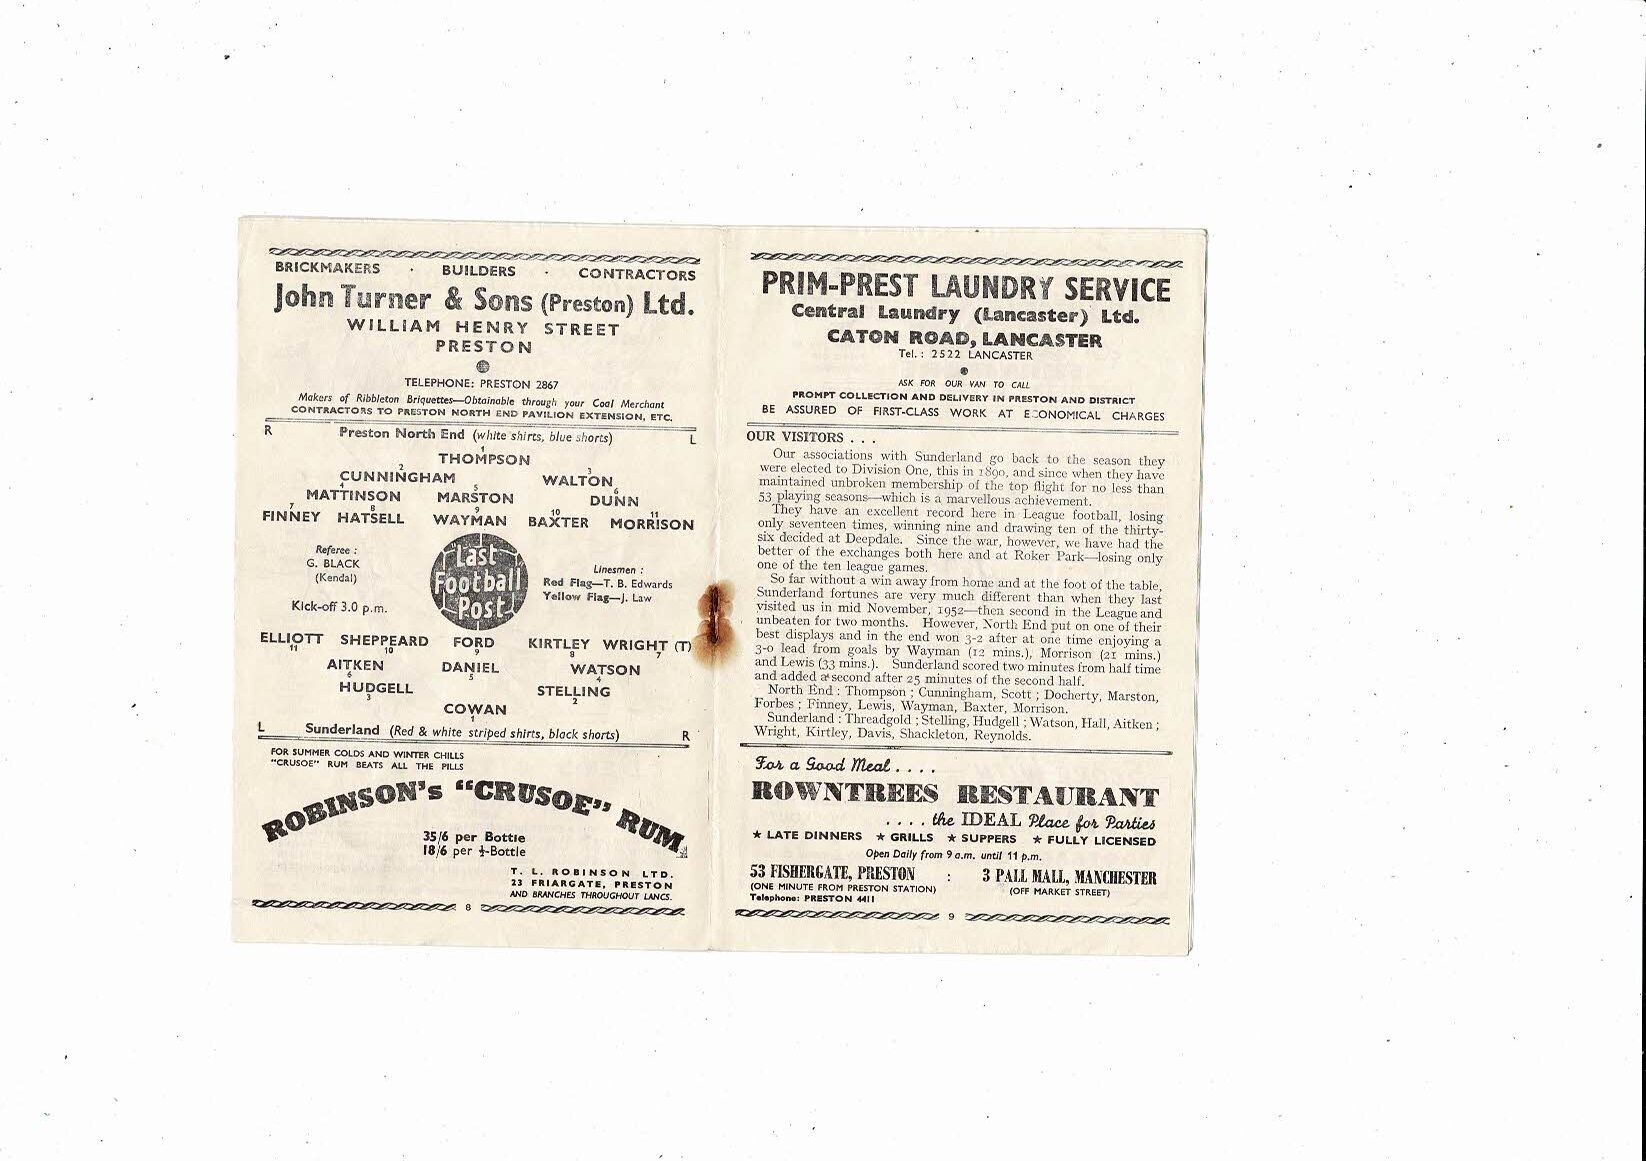 BRICKMAKERS · BUILDERS · CONTRACTORS
John Turner & Sons (Preston) Ltd.
WILLIAM HENRY STREET
PRESTON
TELEPHONE: PRESTON 2867
Makers of Ribbleton Briquettes—Obtainable through your Coal Merchant
CONTRACTORS TO PRESTON NORTH END PAVILION EXTENSION, ETC.
R Preston North End (white shirts, blue shorts) L
1
THOMPSON
2 3
CUNNINGHAM WALTON
4 5 6
MATTINSON MARSTON DUNN
7 8 9 10 11
FINNEY HATSELL WAYMAN BAXTER MORRISON
Referee :
G. BLACK
(Kendal)
Kick-off 3.0 p.m.
Last
Football
Post
Linesmen :
Red Flag—T. B. Edwards
Yellow Flag—J. Law
ELLIOTT SHEPPEARD FORD KIRTLEY WRIGHT (T)
11 10 9 8 7
AITKEN DANIEL WATSON
6 5 4
HUDGELL STELLING
3 2
COWAN
1
L Sunderland (Red & white striped shirts, black shorts) R
FOR SUMMER COLDS AND WINTER CHILLS
"CRUSOE" RUM BEATS ALL THE PILLS
ROBINSON's "CRUSOE" RUM
35/6 per Bottle
18/6 per ½-Bottle
T. L. ROBINSON LTD.
23 FRIARGATE, PRESTON
AND BRANCHES THROUGHOUT LANCS.
8
PRIM-PREST LAUNDRY SERVICE
Central Laundry (Lancaster) Ltd.
CATON ROAD, LANCASTER
Tel. : 2522 LANCASTER
ASK FOR OUR VAN TO CALL
PROMPT COLLECTION AND DELIVERY IN PRESTON AND DISTRICT
BE ASSURED OF FIRST-CLASS WORK AT ECONOMICAL CHARGES
OUR VISITORS . . .
Our associations with Sunderland go back to the season they
were elected to Division One, this in 1890, and since when they have
maintained unbroken membership of the top flight for no less than
53 playing seasons—which is a marvellous achievement.
They have an excellent record here in League football, losing
only seventeen times, winning nine and drawing ten of the thirty-
six decided at Deepdale. Since the war, however, we have had the
better of the exchanges both here and at Roker Park—losing only
one of the ten league games.
So far without a win away from home and at the foot of the table,
Sunderland fortunes are very much different than when they last
visited us in mid November, 1952—then second in the League and
unbeaten for two months. However, North End put on one of their
best displays and in the end won 3-2 after at one time enjoying a
3-0 lead from goals by Wayman (12 mins.), Morrison (21 mins.)
and Lewis (33 mins.). Sunderland scored two minutes from half time
and added a second after 25 minutes of the second half.
North End : Thompson ; Cunningham, Scott ; Docherty, Marston,
Forbes ; Finney, Lewis, Wayman, Baxter, Morrison.
Sunderland : Threadgold ; Stelling, Hudgell ; Watson, Hall, Aitken ;
Wright, Kirtley, Davis, Shackleton, Reynolds.
For a Good Meal . . . .
ROWNTREES RESTAURANT
. . . . the IDEAL Place for Parties
★ LATE DINNERS ★ GRILLS ★ SUPPERS ★ FULLY LICENSED
Open Daily from 9 a.m. until 11 p.m.
53 FISHERGATE, PRESTON : 3 PALL MALL, MANCHESTER
(ONE MINUTE FROM PRESTON STATION) (OFF MARKET STREET)
Telephone: PRESTON 4411
9